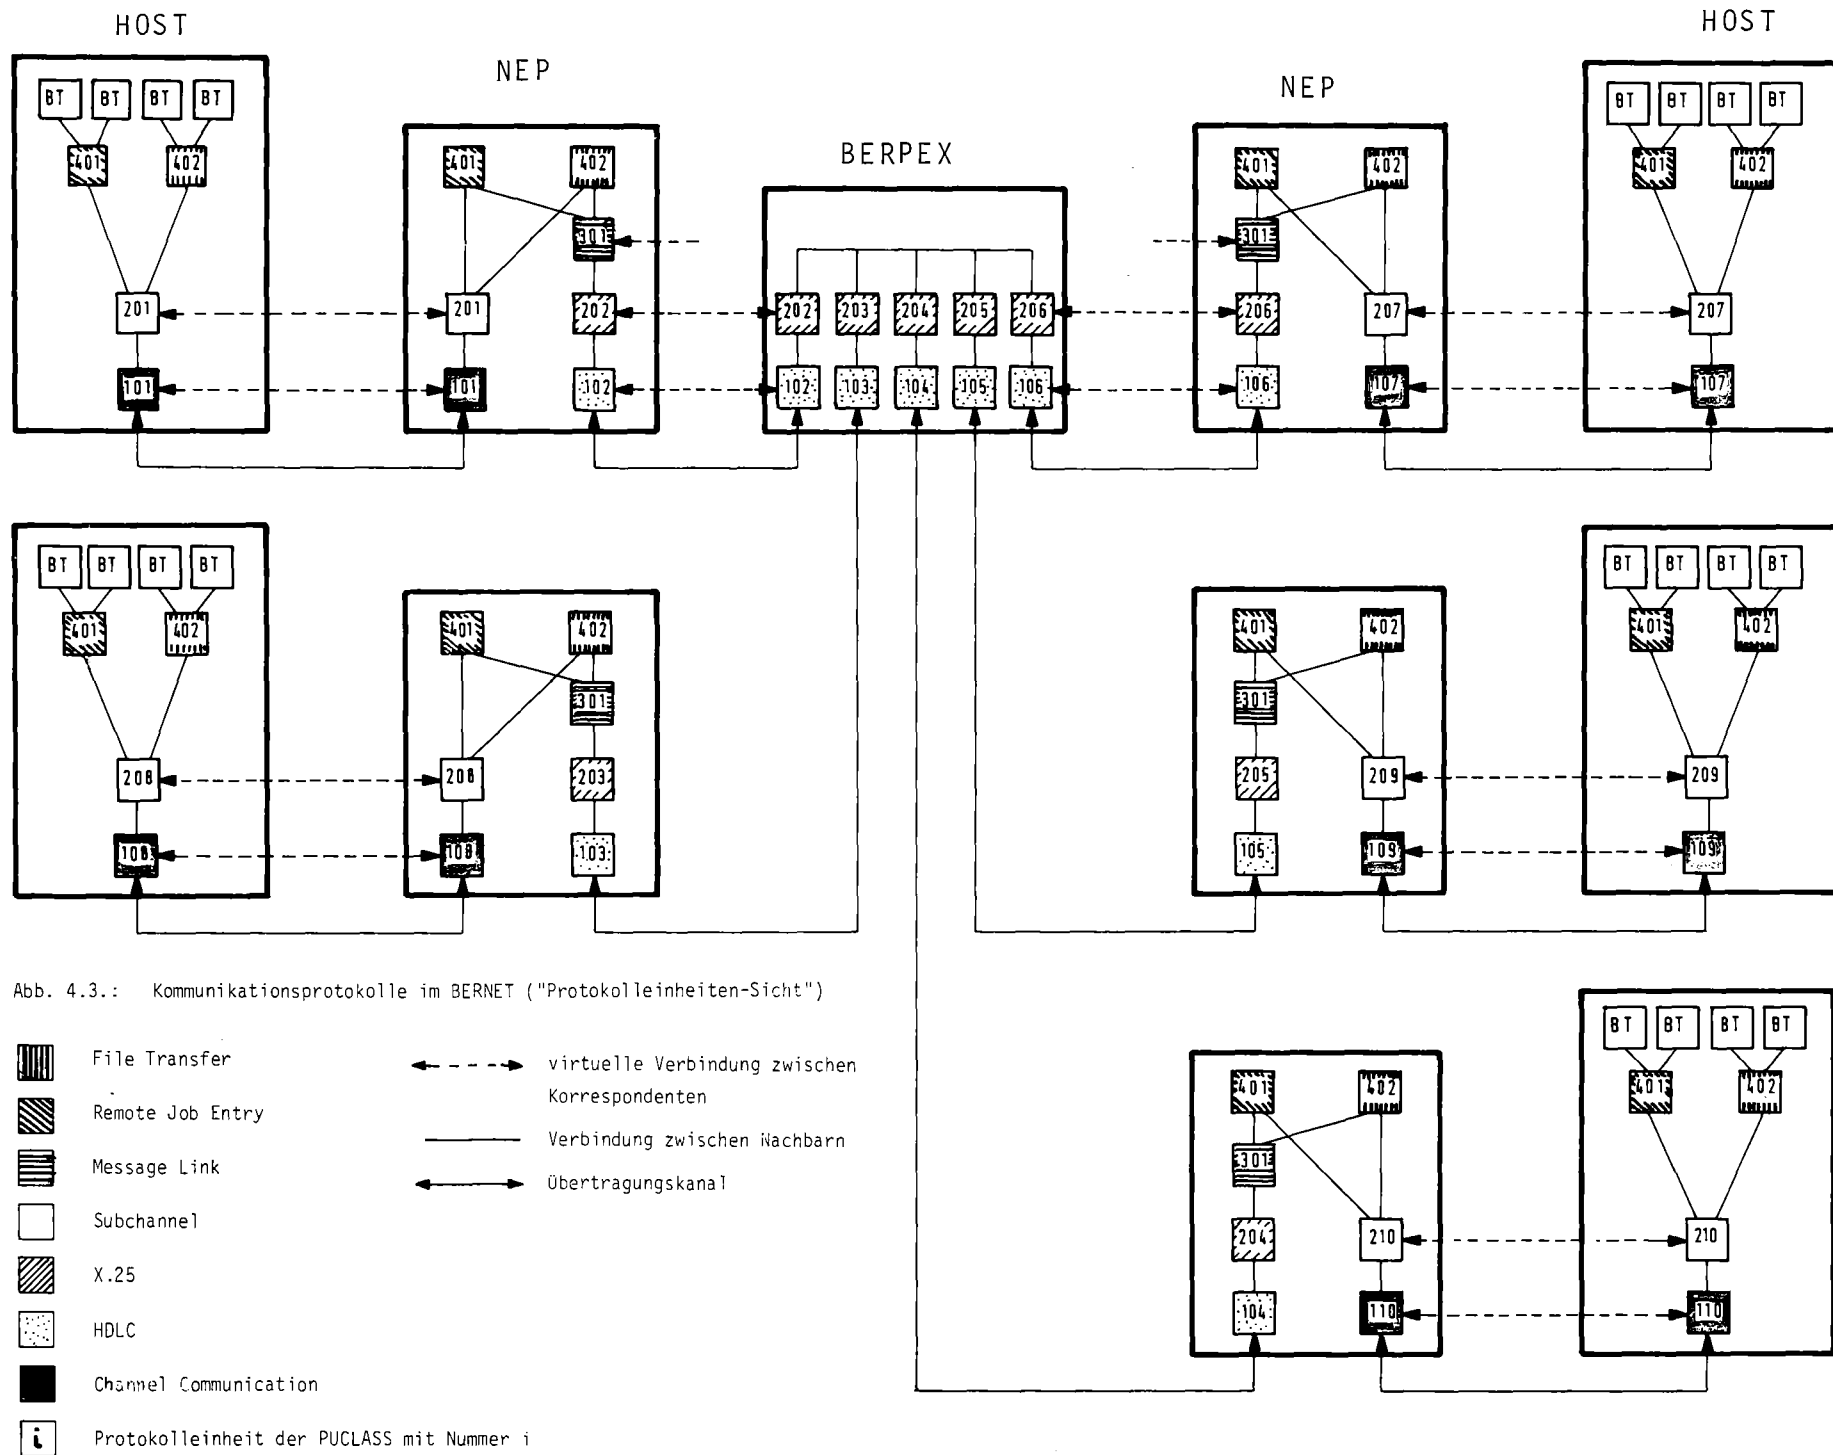 HOST
NEP
BERPEX
NEP
HOST
BT BT BT BT
401 402
201
101
401 402
301
201 202
101 102
202 203 204 205 206
102 103 104 105 106
401 402
301
206 207
106 107
BT BT BT BT
401 402
207
107
BT BT BT BT
401 402
208
108
401 402
301
208 203
108 103
401 402
301
205 209
105 109
BT BT BT BT
401 402
209
109
401 402
301
204 210
104 110
BT BT BT BT
401 402
210
110
Abb. 4.3.: Kommunikationsprotokolle im BERNET ("Protokolleinheiten-Sicht")
File Transfer
Remote Job Entry
Message Link
Subchannel
X.25
HDLC
Channel Communication
i Protokolleinheit der PUCLASS mit Nummer i
virtuelle Verbindung zwischen
Korrespondenten
Verbindung zwischen Nachbarn
Übertragungskanal